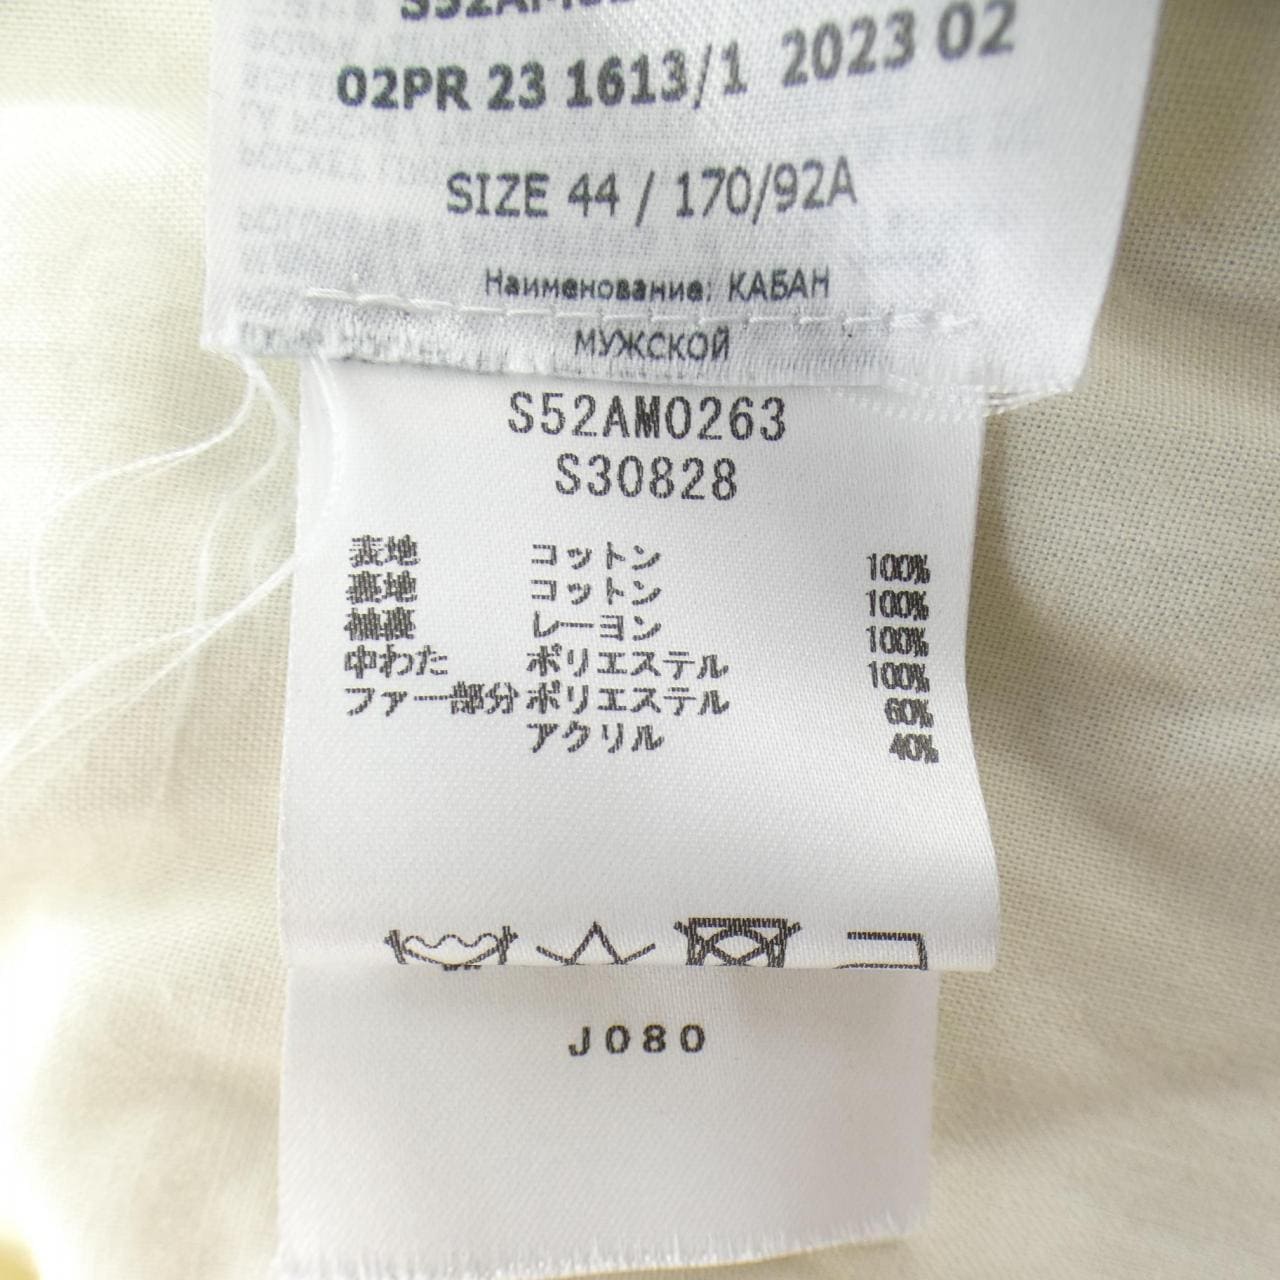 02PR 23 1613/1 2023 02
SIZE 44 / 170/92A
Наименование: КАБАН
МУЖСКОЙ
S52AM0263
S30828
表地 コットン 100%
裏地 コットン 100%
袖裏 レーヨン 100%
中わた ポリエステル 100%
ファー部分 ポリエステル 60%
アクリル 40%
J080